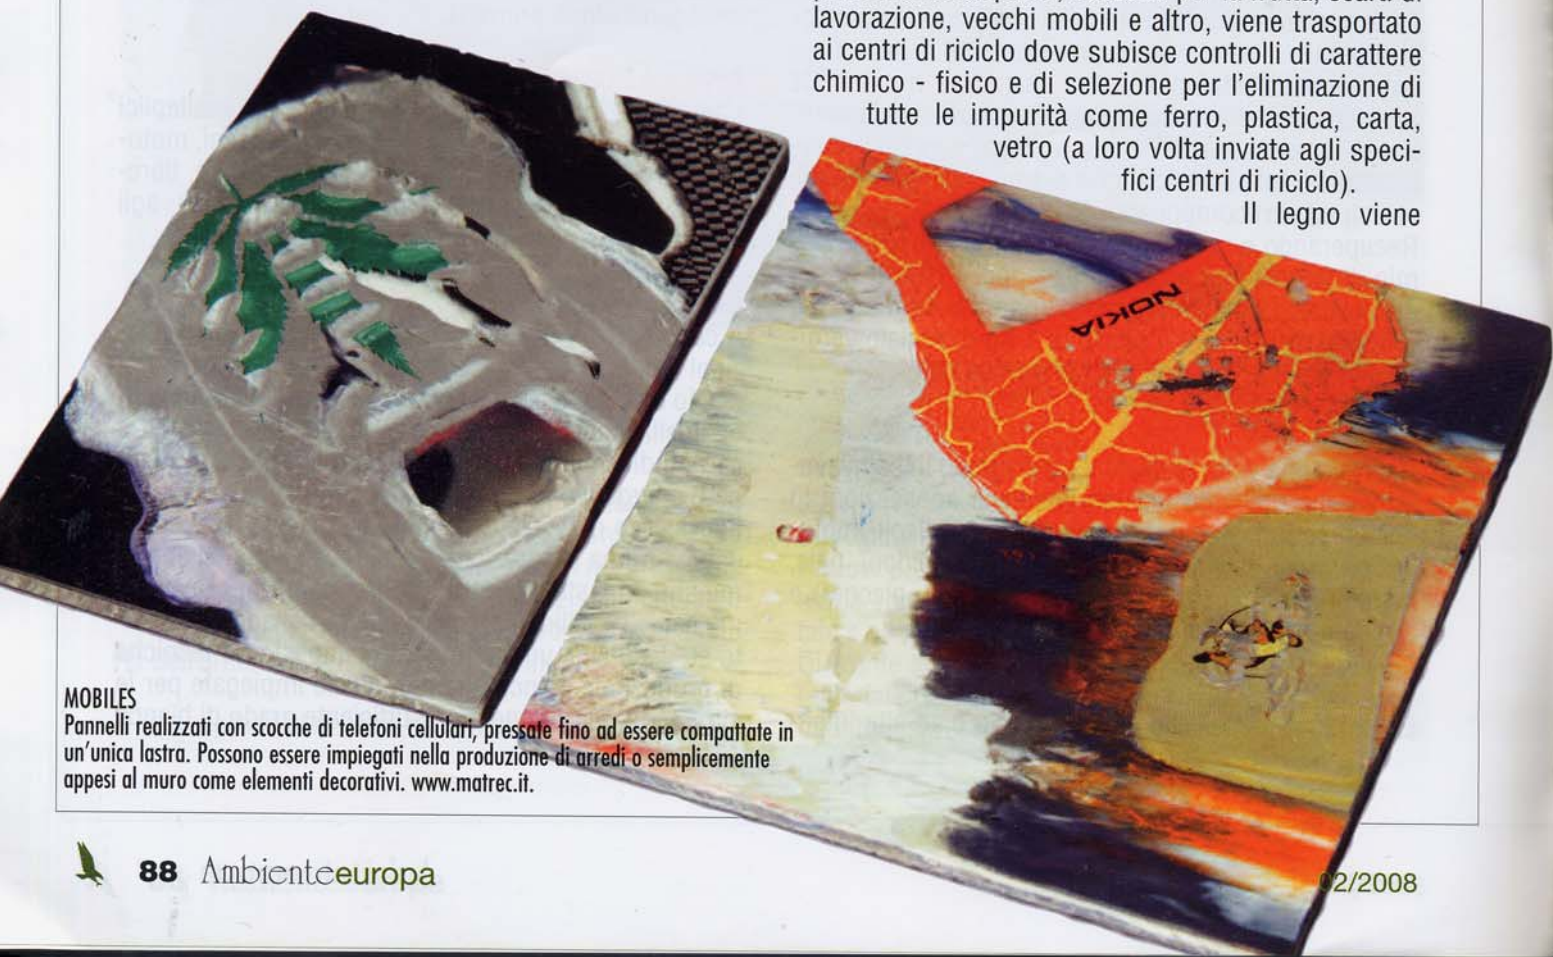 lavorazione, vecchi mobili e altro, viene trasportato
ai centri di riciclo dove subisce controlli di carattere
chimico - fisico e di selezione per l'eliminazione di
tutte le impurità come ferro, plastica, carta,
vetro (a loro volta inviate agli speci-
fici centri di riciclo).
Il legno viene
NOKIA
MOBILES
Pannelli realizzati con scocche di telefoni cellulari, pressate fino ad essere compattate in
un'unica lastra. Possono essere impiegati nella produzione di arredi o semplicemente
appesi al muro come elementi decorativi. www.matrec.it.
88 Ambienteeuropa
02/2008